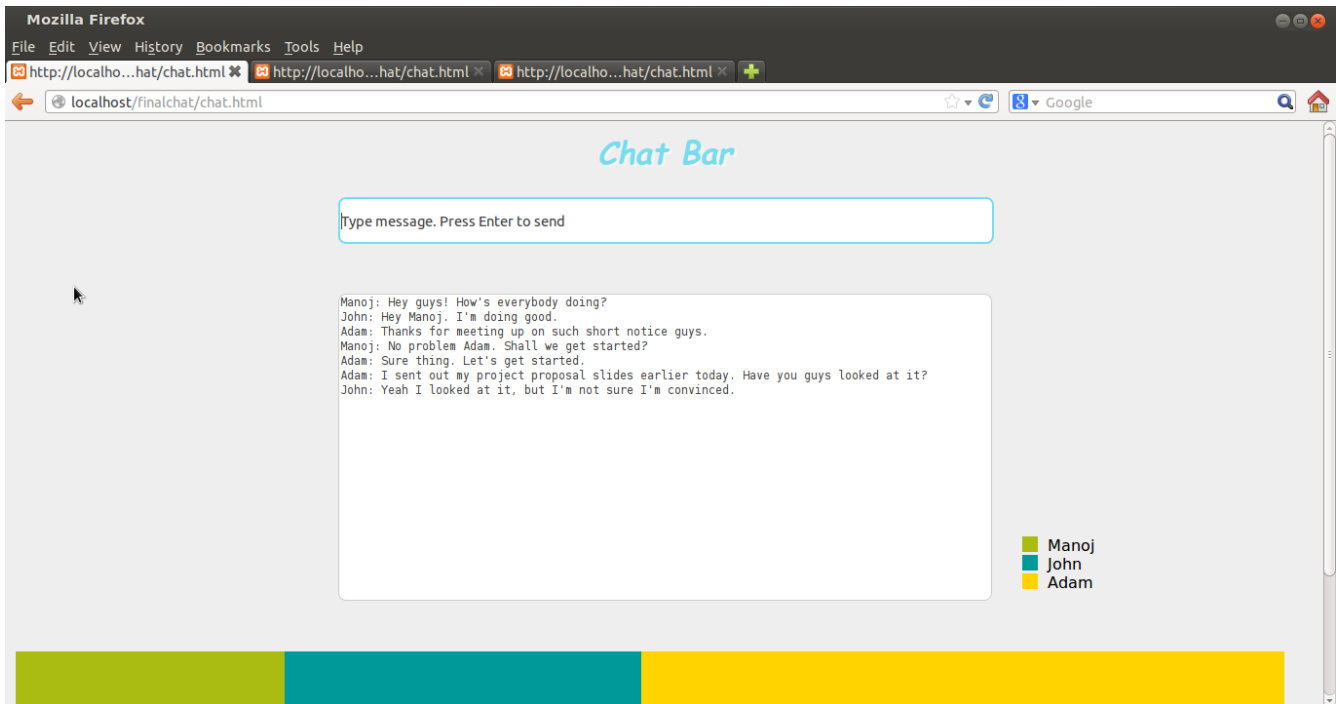 Mozilla Firefox
File Edit View History Bookmarks Tools Help
http://localho...hat/chat.html http://localho...hat/chat.html http://localho...hat/chat.html
localhost/finalchat/chat.html 8 Google
Chat Bar
Type message. Press Enter to send
Manoj: Hey guys! How's everybody doing?
John: Hey Manoj. I'm doing good.
Adam: Thanks for meeting up on such short notice guys.
Manoj: No problem Adam. Shall we get started?
Adam: Sure thing. Let's get started.
Adam: I sent out my project proposal slides earlier today. Have you guys looked at it?
John: Yeah I looked at it, but I'm not sure I'm convinced.
Manoj
John
Adam